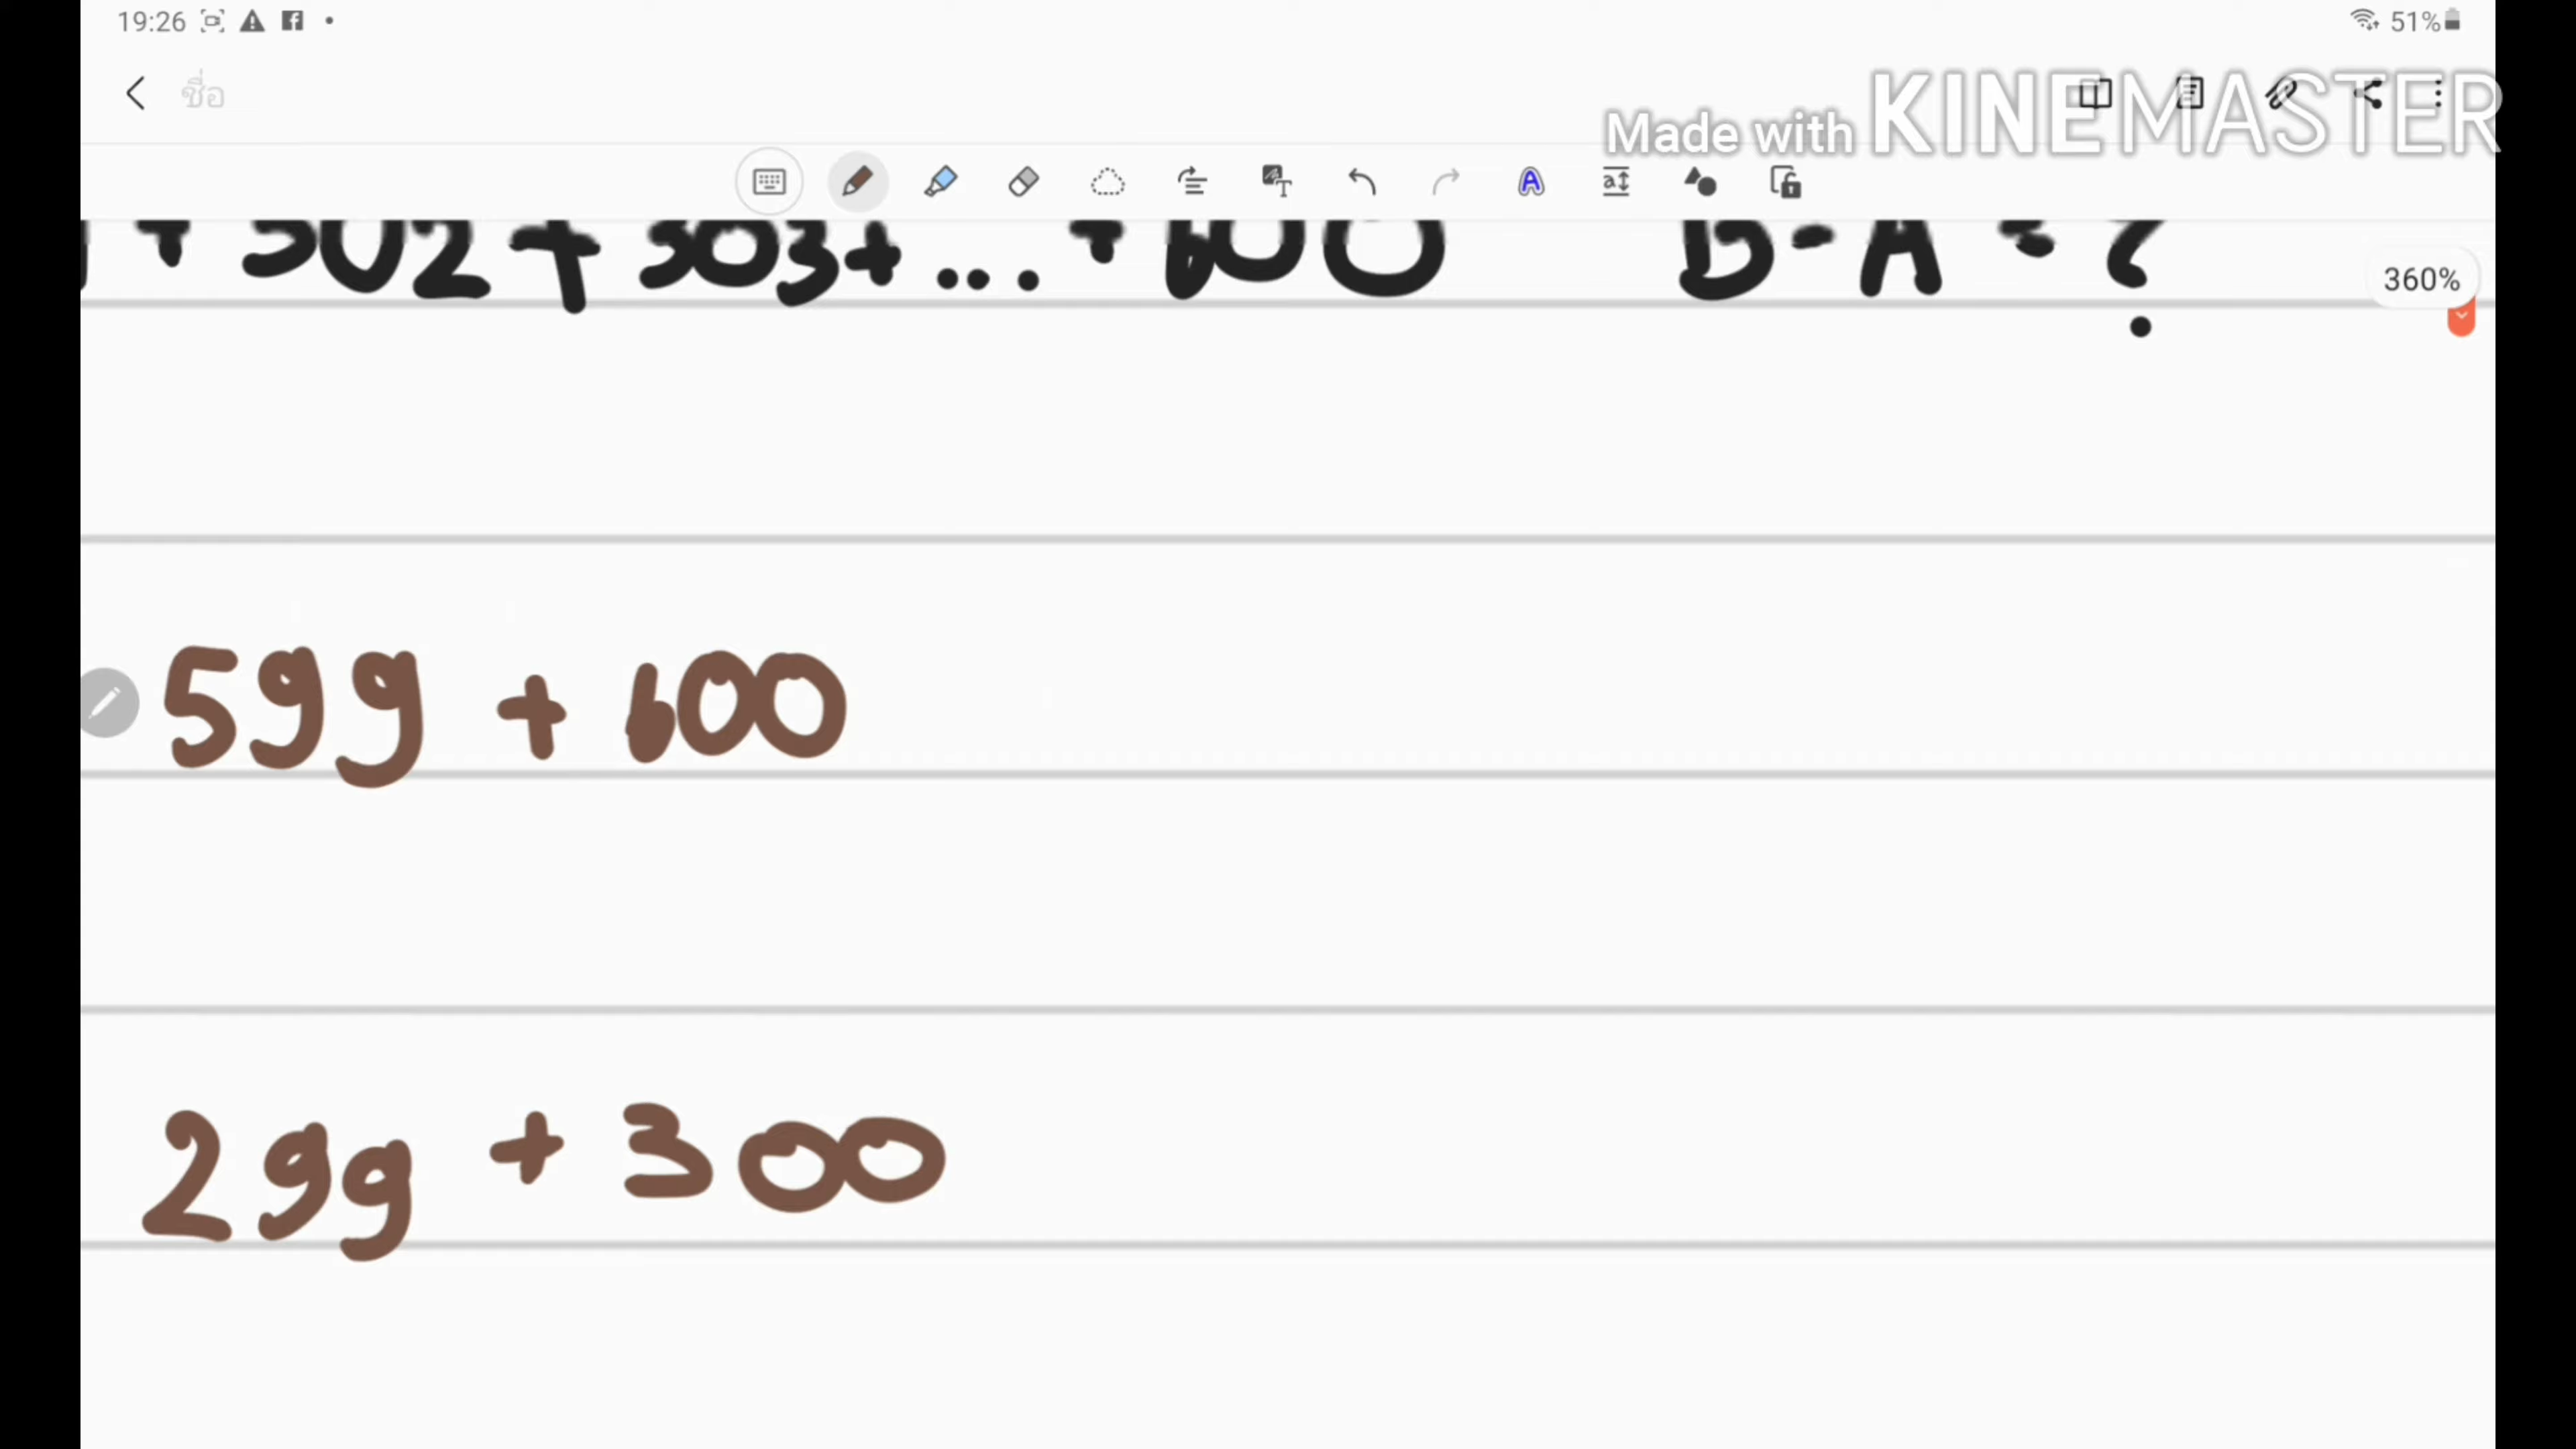 19:26
51%
ชื่อ
Made with KINEMASTER
+ 302 + 303 + ... + 600 B - A = ?
360%
599 + 600
299 + 300